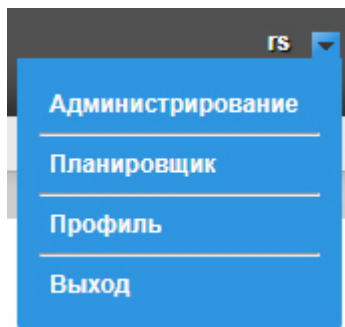 rs
Администрирование
Планировщик
Профиль
Выход